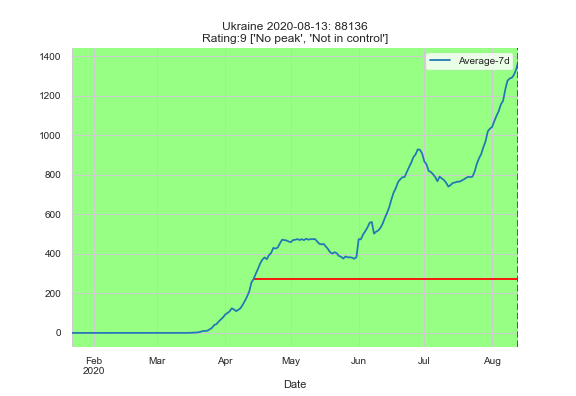 Ukraine 2020-08-13: 88136
Rating:9 ['No peak', 'Not in control']
Average-7d
1400
1200
1000
800
600
400
200
0
Feb Mar Apr May Jun Jul Aug
2020
Date